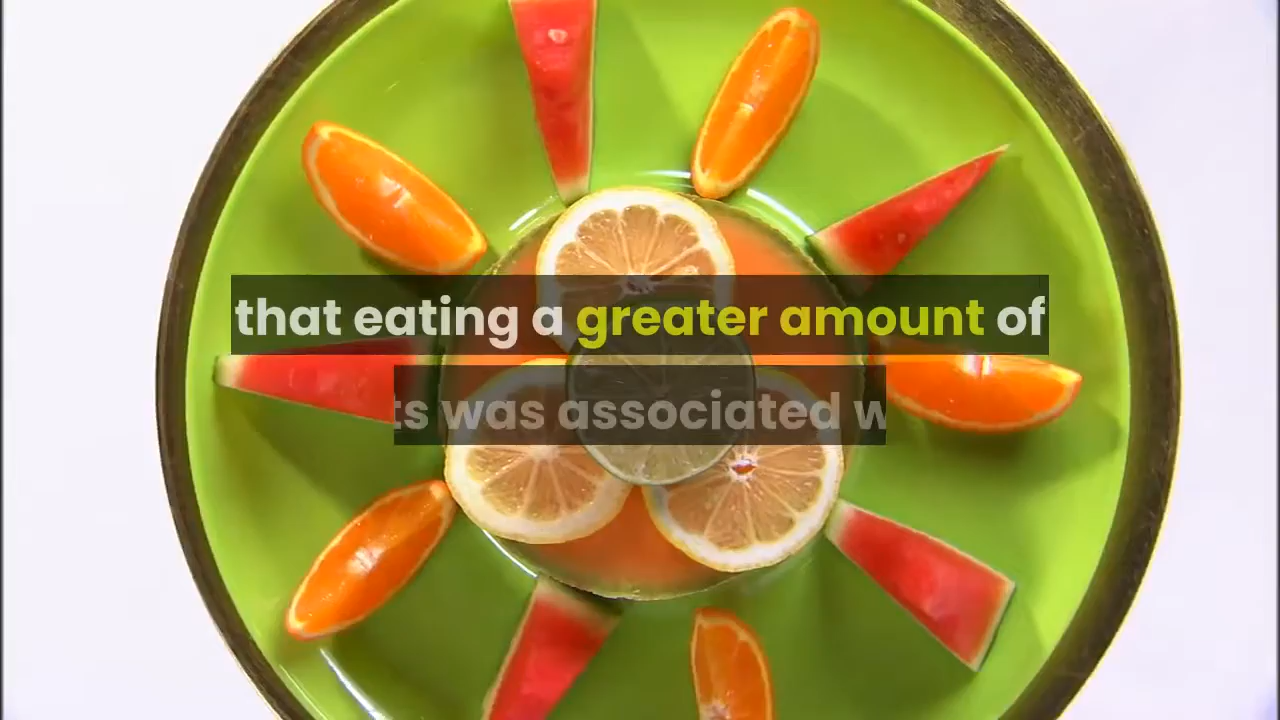 that eating a greater amount of
was associated